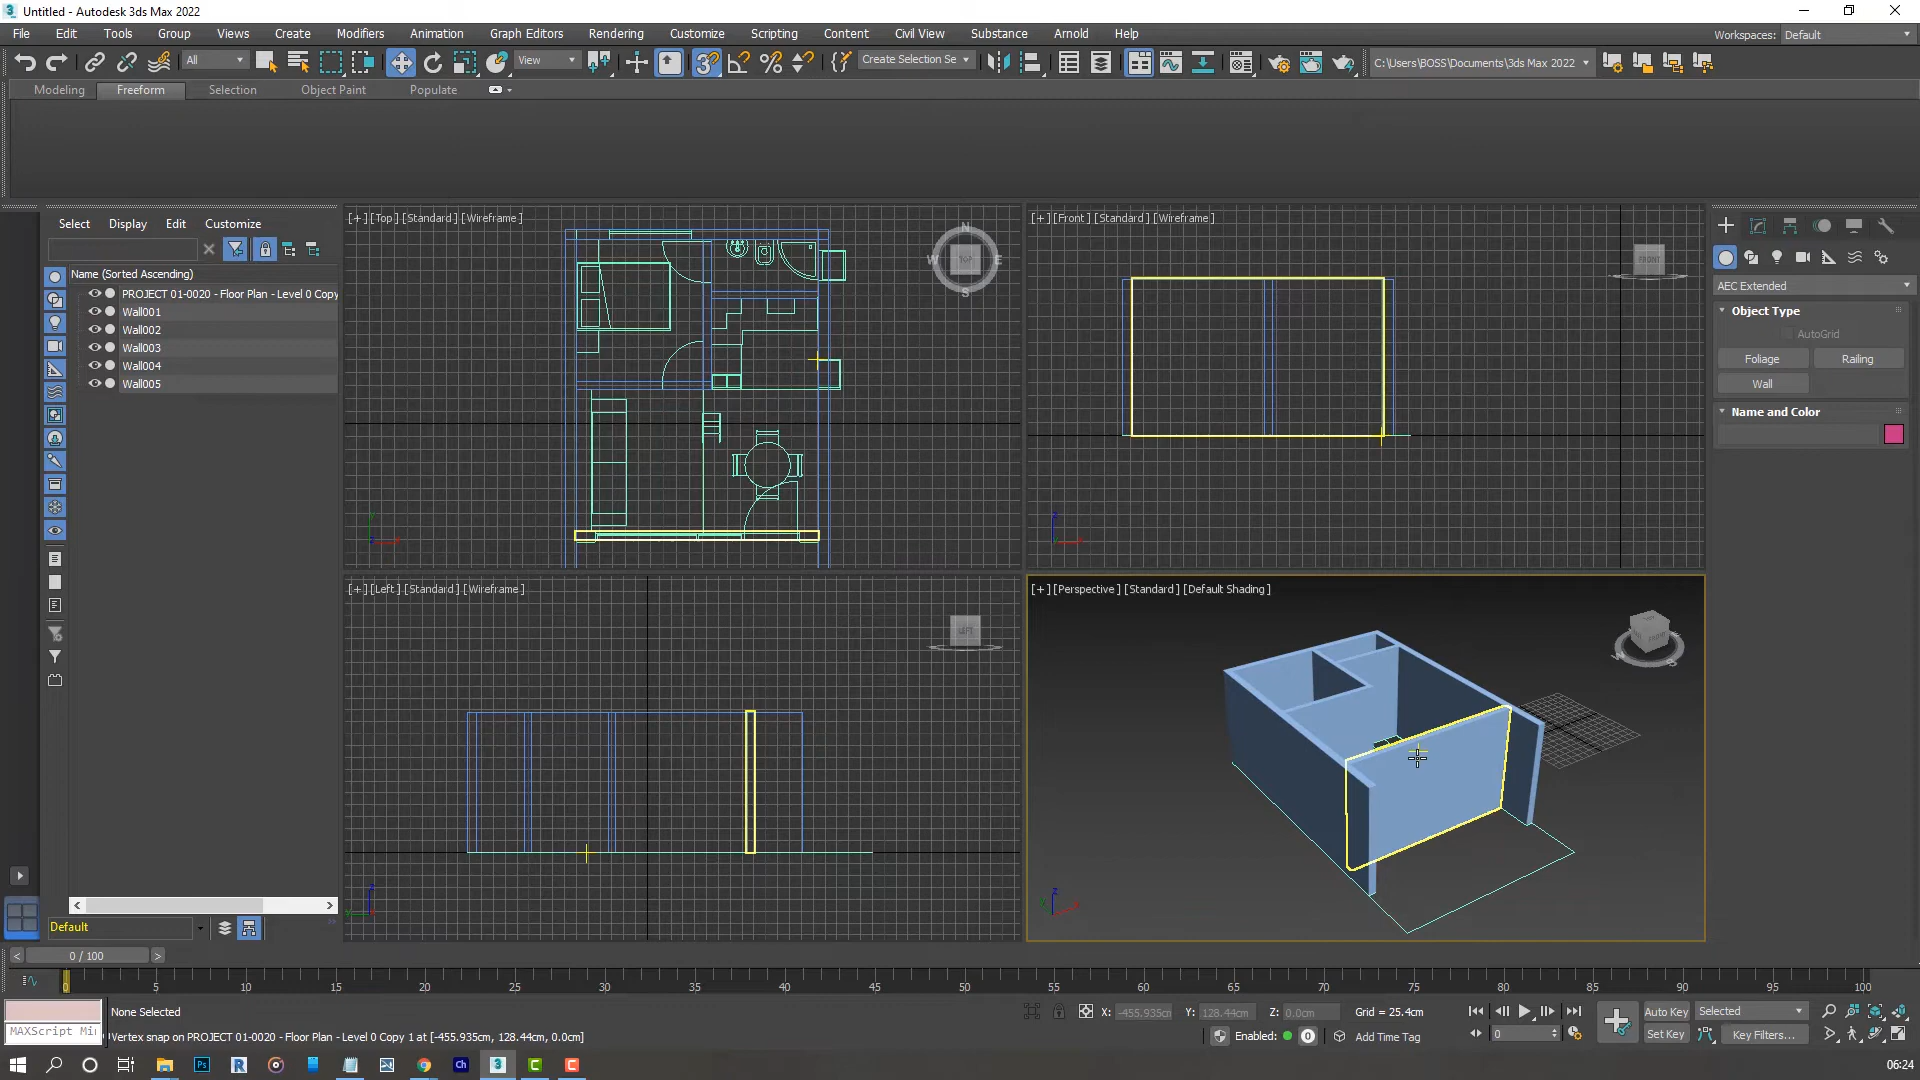 Untitled - Autodesk 3ds Max 2022
File Edit Tools Group Views Create Modifiers Animation Graph Editors Rendering Customize Scripting Content Civil View Substance Arnold Help
Workspaces: Default
All View Create Selection Se C:\Users\BOSS\Documents\3ds Max 2022
Modeling Freeform Selection Object Paint Populate
Select Display Edit Customize
[+] [Top] [Standard] [Wireframe]
N
W TOP E
S
[+] [Front] [Standard] [Wireframe]
FRONT
AEC Extended
Name (Sorted Ascending)
PROJECT 01-0020 - Floor Plan - Level 0 Copy
Wall001
Wall002
Wall003
Wall004
Wall005
Object Type
AutoGrid
Foliage Railing
Wall
Name and Color
[+] [Left] [Standard] [Wireframe]
LEFT
[+] [Perspective] [Standard] [Default Shading]
FRONT
Default
0 / 100
0 5 10 15 20 25 30 35 40 45 50 55 60 65 70 75 80 85 90 95 100
None Selected
X: -455.935cm Y: 128.44cm Z: 0.0cm Grid = 25.4cm
Auto Key Selected
MAXScript Mi
Vertex snap on PROJECT 01-0020 - Floor Plan - Level 0 Copy 1 at [-455.935cm, 128.44cm, 0.0cm]
Enabled: 0 Add Time Tag
0
Set Key Key Filters...
06:24